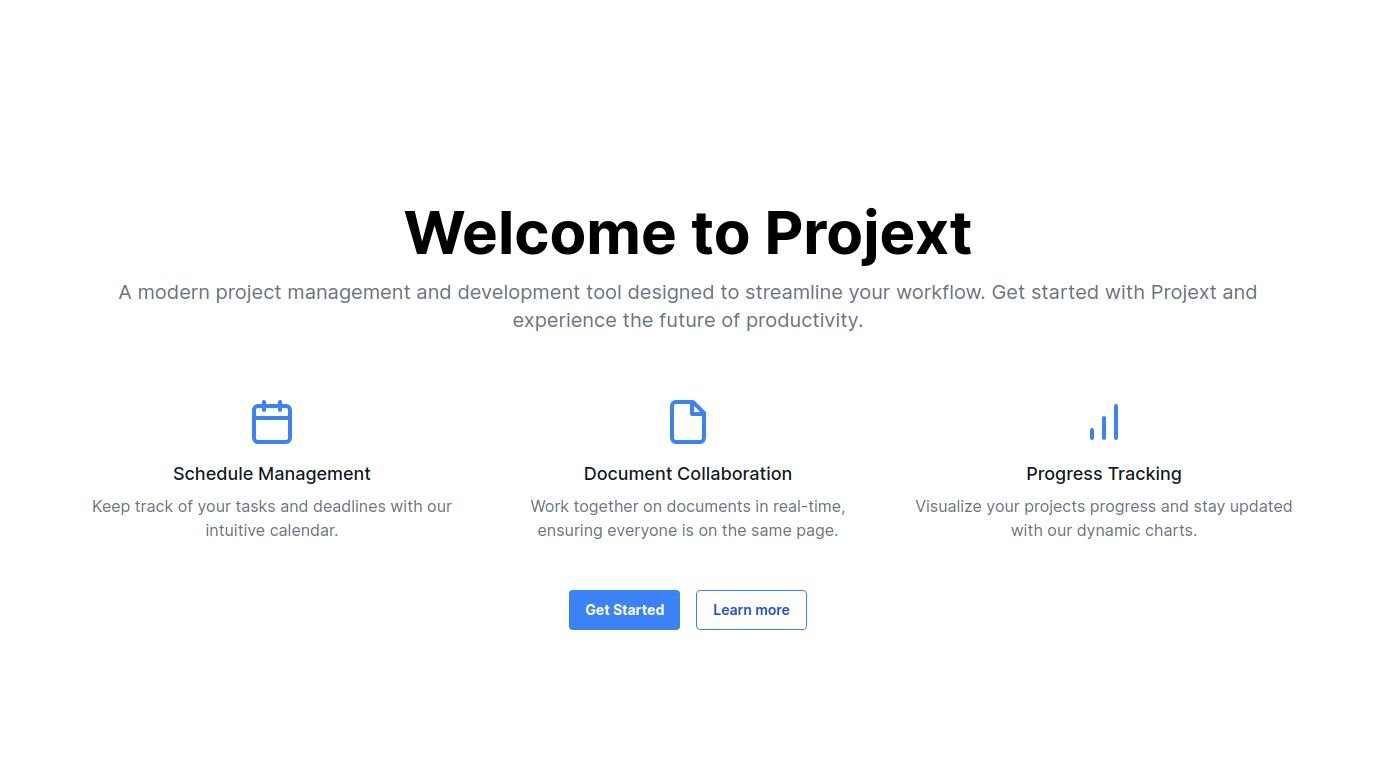 Welcome to Projext
A modern project management and development tool designed to streamline your workflow. Get started with Projext and
experience the future of productivity.
Schedule Management
Document Collaboration
Progress Tracking
Keep track of your tasks and deadlines with our
intuitive calendar.
Work together on documents in real-time,
ensuring everyone is on the same page.
Visualize your projects progress and stay updated
with our dynamic charts.
Get Started
Learn more